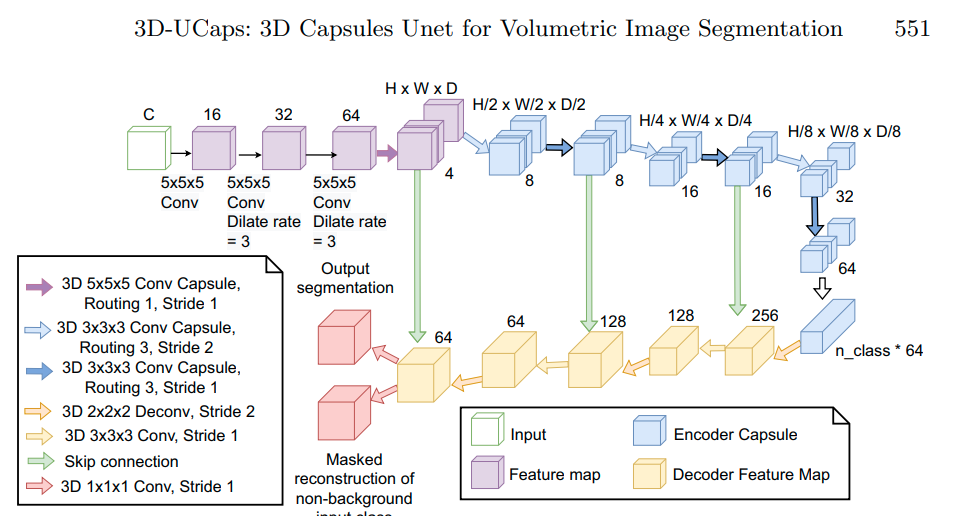 3D-UCaps: 3D Capsules Unet for Volumetric Image Segmentation 551
H x W x D
H/2 x W/2 x D/2
H/4 x W/4 x D/4
H/8 x W/8 x D/8
C
16
32
64
4
8
8
16
16
32
64
5x5x5
Conv
5x5x5
Conv
Dilate rate
= 3
5x5x5
Conv
Dilate rate
= 3
3D 5x5x5 Conv Capsule,
Routing 1, Stride 1
3D 3x3x3 Conv Capsule,
Routing 3, Stride 2
3D 3x3x3 Conv Capsule,
Routing 3, Stride 1
3D 2x2x2 Deconv, Stride 2
3D 3x3x3 Conv, Stride 1
Skip connection
3D 1x1x1 Conv, Stride 1
Output
segmentation
64
64
128
128
256
n_class * 64
Masked
reconstruction of
non-background
input class
Input
Feature map
Encoder Capsule
Decoder Feature Map